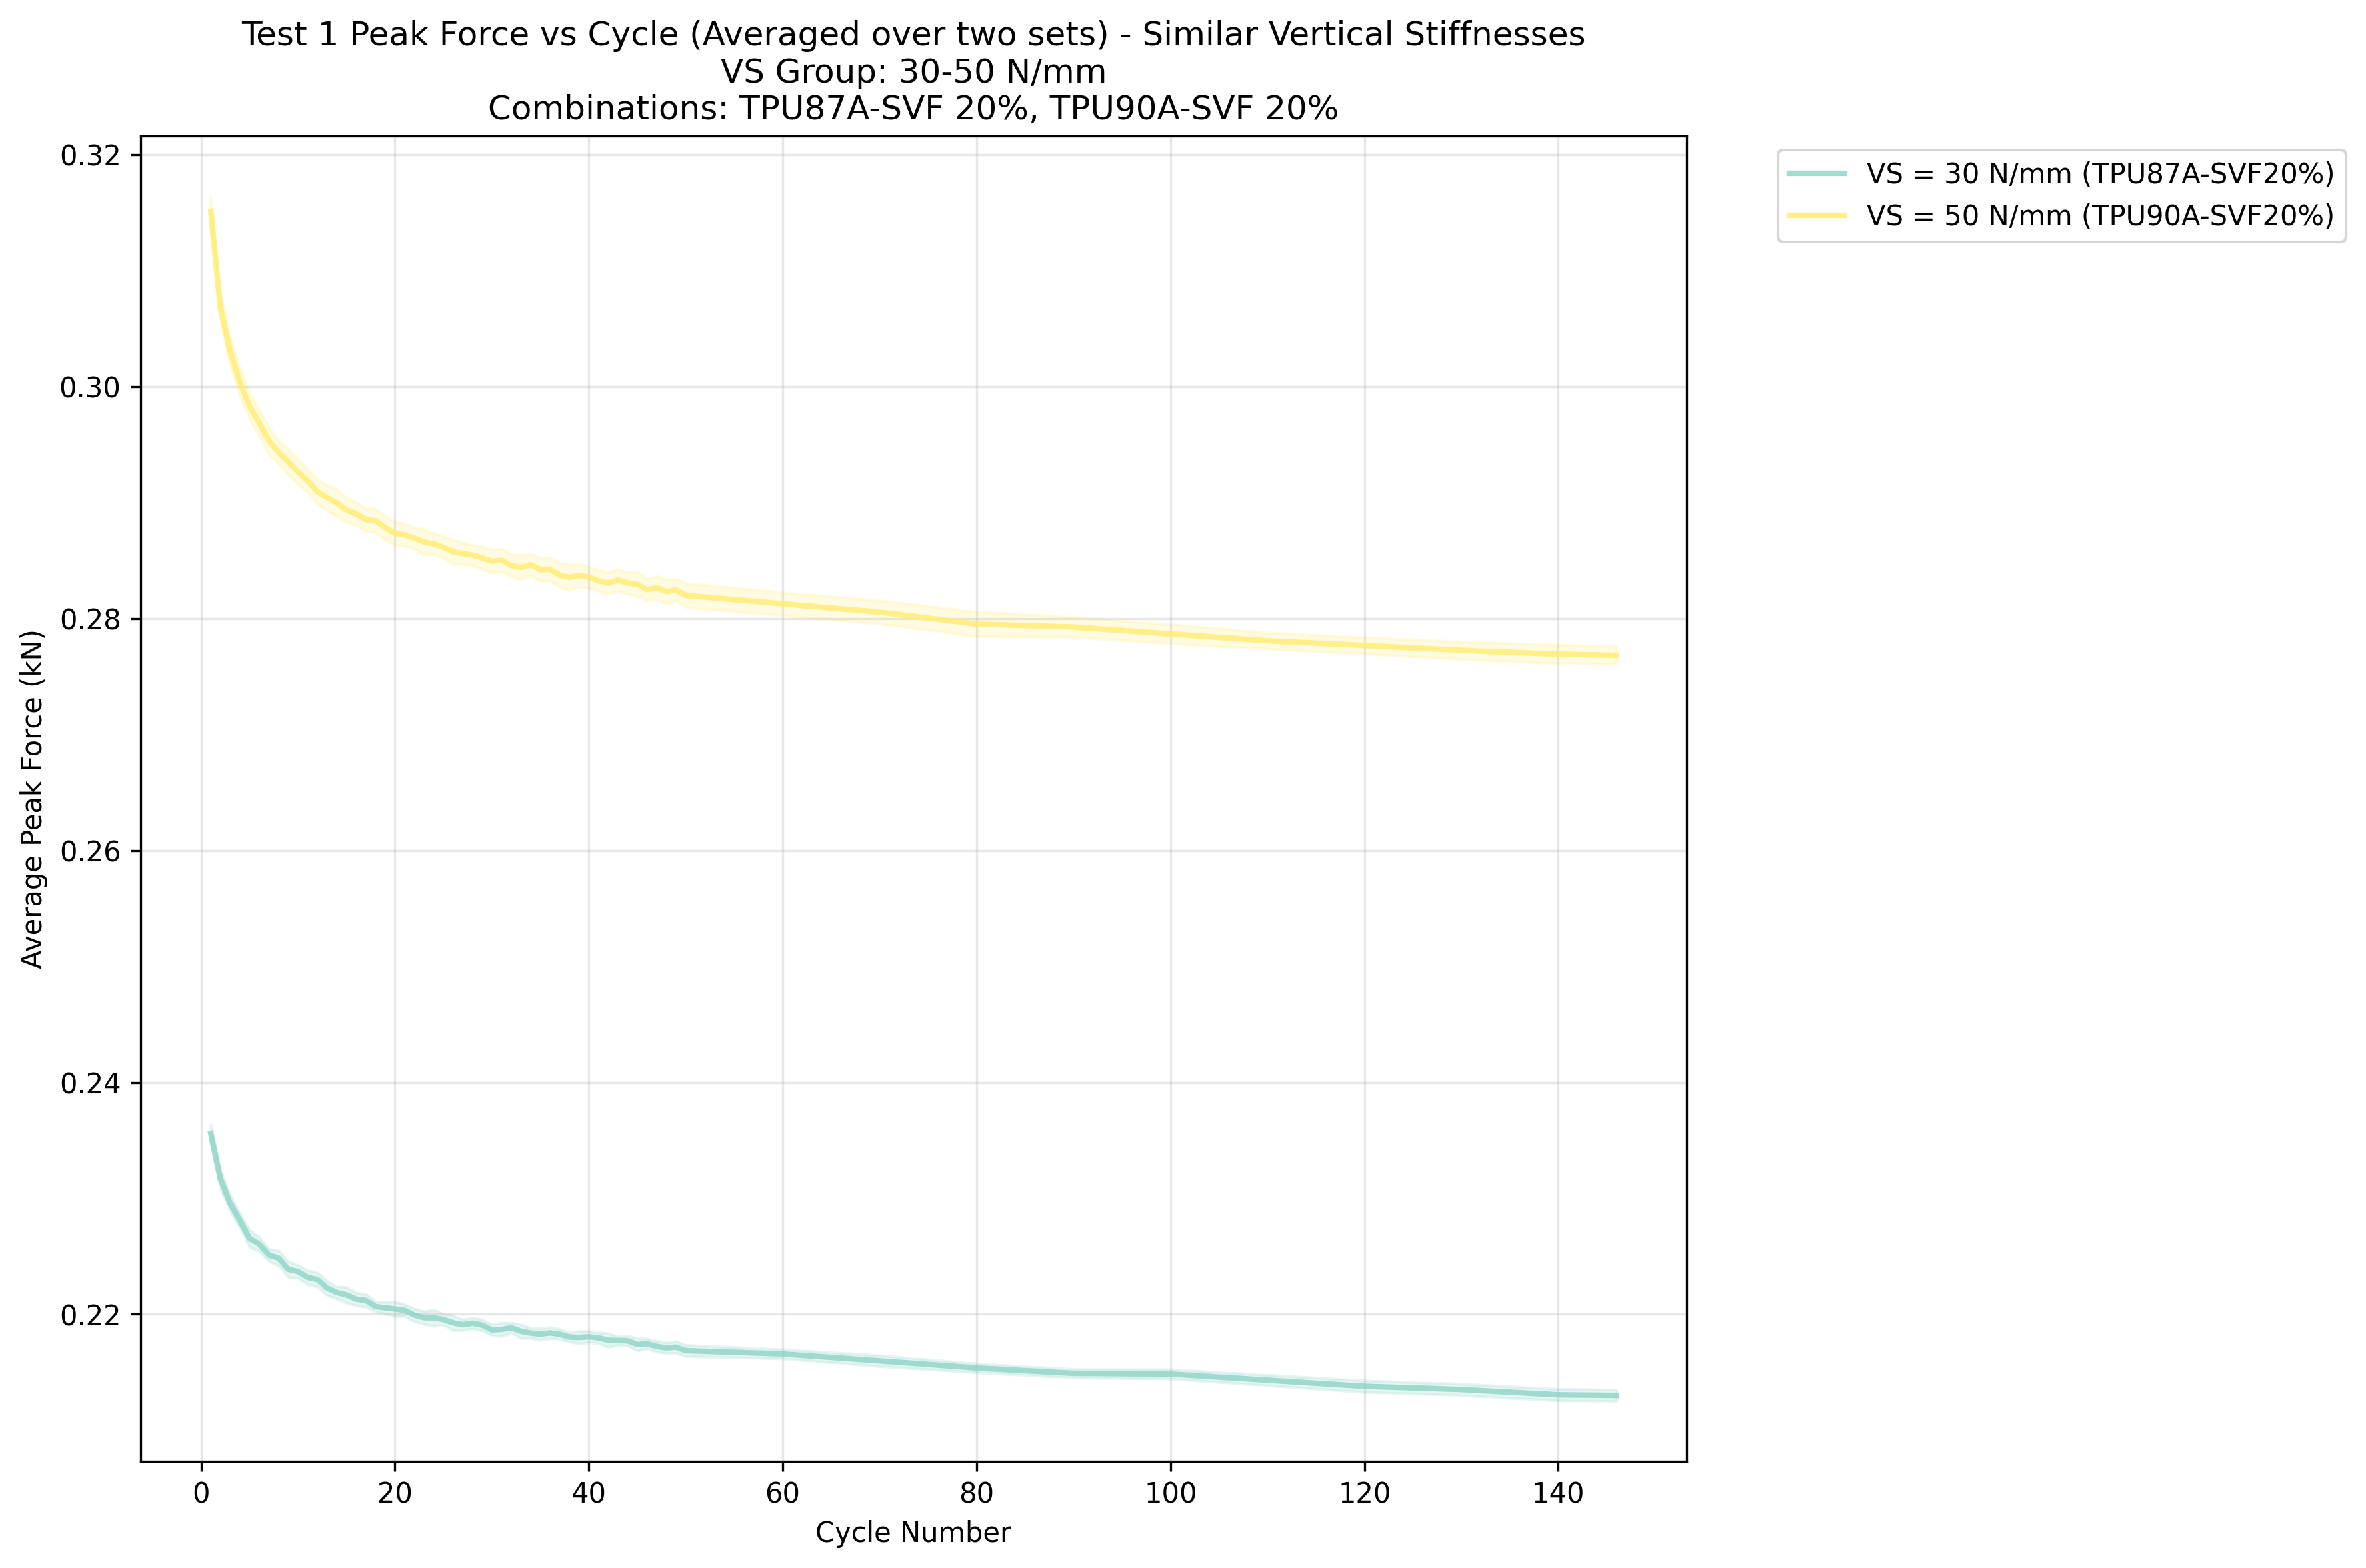 Test 1 Peak Force vs Cycle (Averaged over two sets) - Similar Vertical Stiffnesses
VS Group: 30-50 N/mm
Combinations: TPU87A-SVF 20%, TPU90A-SVF 20%
VS = 30 N/mm (TPU87A-SVF20%)
VS = 50 N/mm (TPU90A-SVF20%)
Average Peak Force (kN)
0.32
0.30
0.28
0.26
0.24
0.22
0 20 40 60 80 100 120 140
Cycle Number